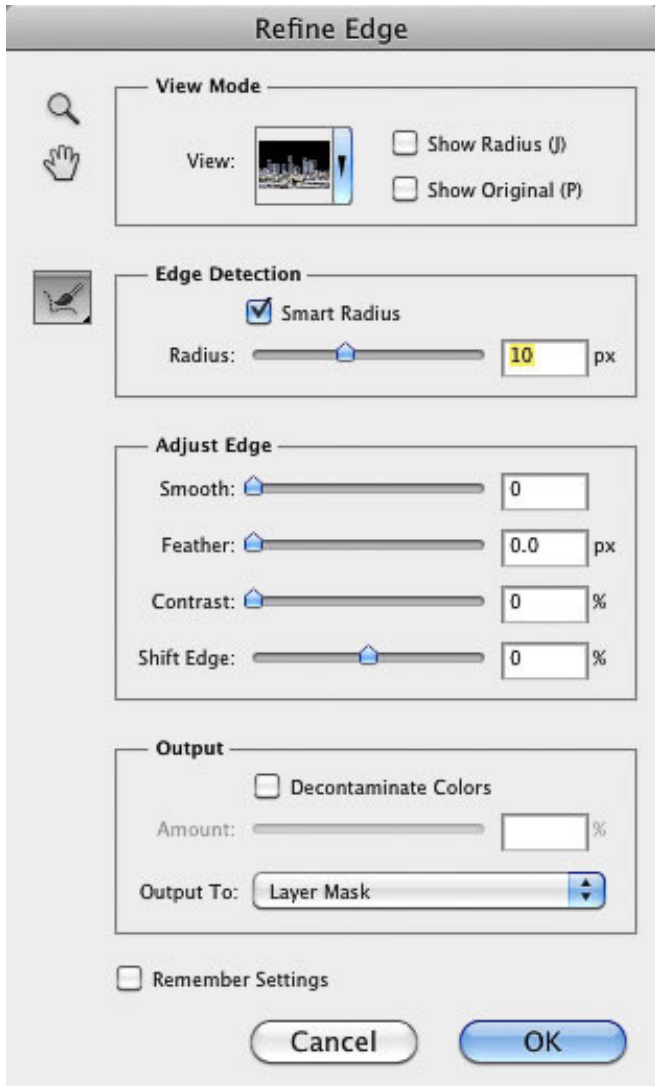 Refine Edge
View Mode
View:
Show Radius (J)
Show Original (P)
Edge Detection
Smart Radius
Radius: 10 px
Adjust Edge
Smooth: 0
Feather: 0.0 px
Contrast: 0 %
Shift Edge: 0 %
Output
Decontaminate Colors
Amount: %
Output To: Layer Mask
Remember Settings
Cancel OK